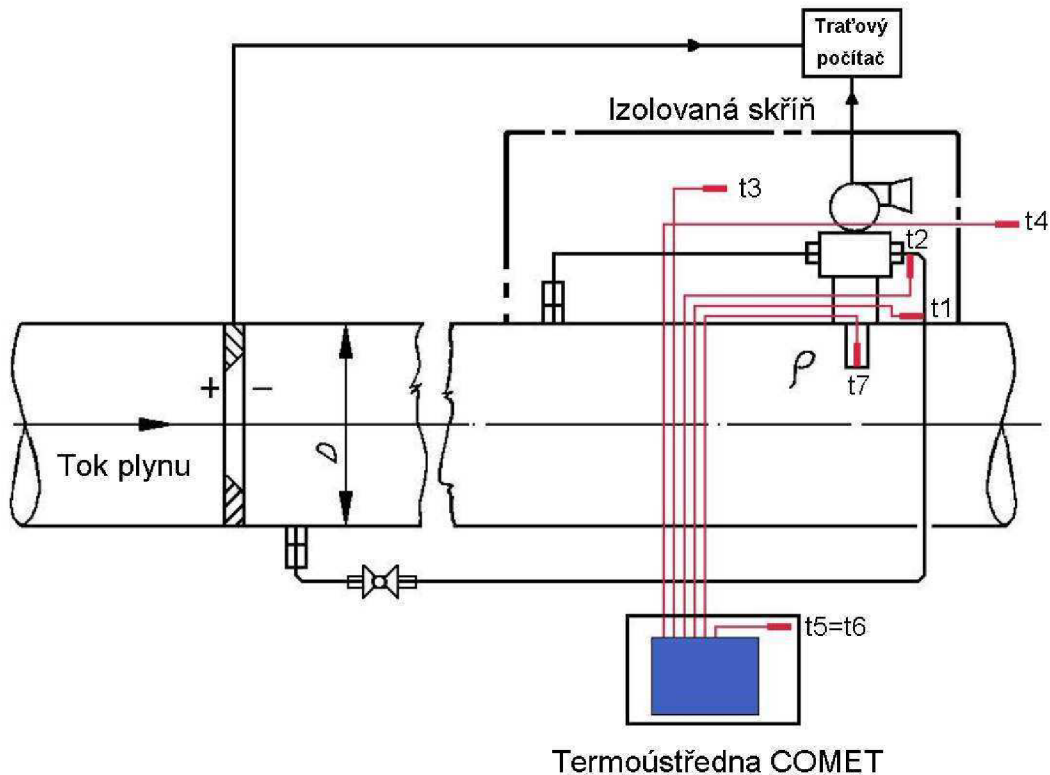 Traťový
počítač
Izolovaná skříň
t3
t4
t2
t1
ρ
t7
+ −
D
Tok plynu
t5=t6
Termoústředna COMET